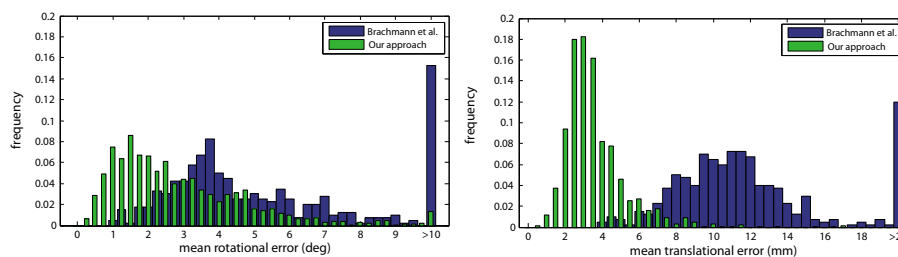 0.2
0.18
0.16
0.14
0.12
0.1
0.08
0.06
0.04
0.02
0
frequency
Brachmann et al.
Our approach
0 1 2 3 4 5 6 7 8 9 >10
mean rotational error (deg)
0.2
0.18
0.16
0.14
0.12
0.1
0.08
0.06
0.04
0.02
0
frequency
Brachmann et al.
Our approach
0 2 4 6 8 10 12 14 16 18 >2
mean translational error (mm)